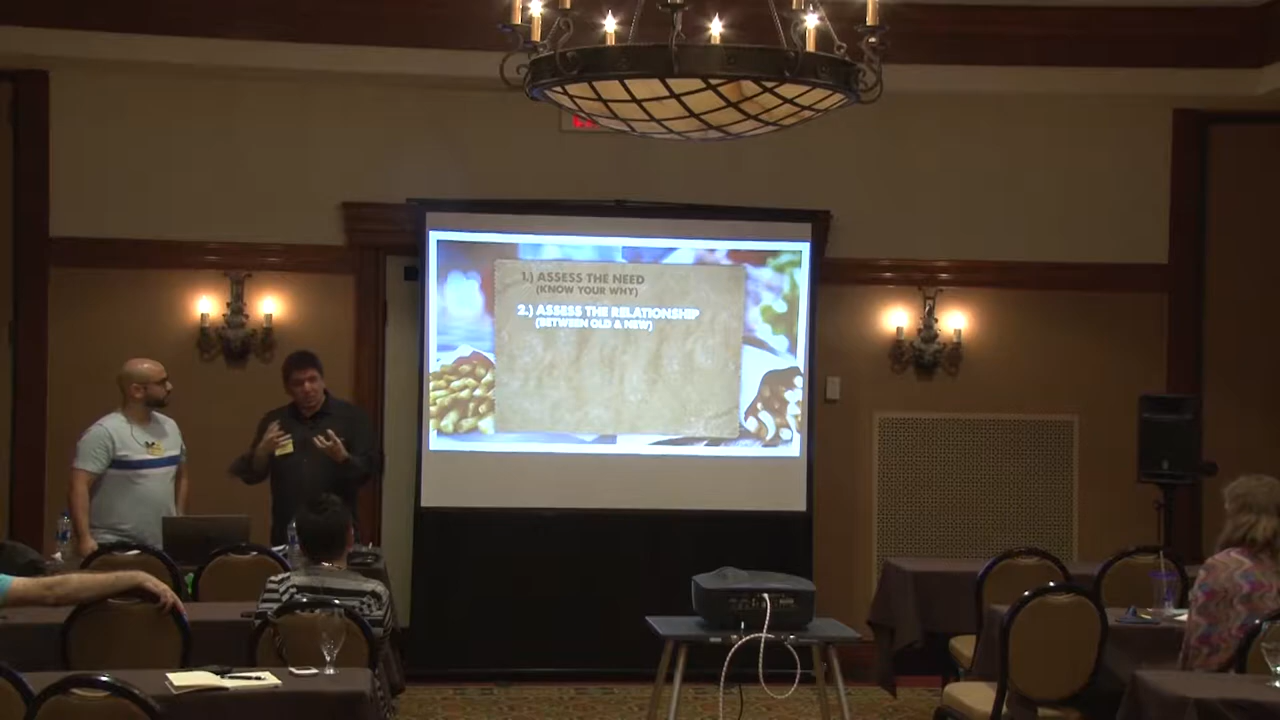 1.) ASSESS THE NEED
(KNOW YOUR WHY)
2.) ASSESS THE RELATIONSHIP
(BETWEEN OLD & NEW)